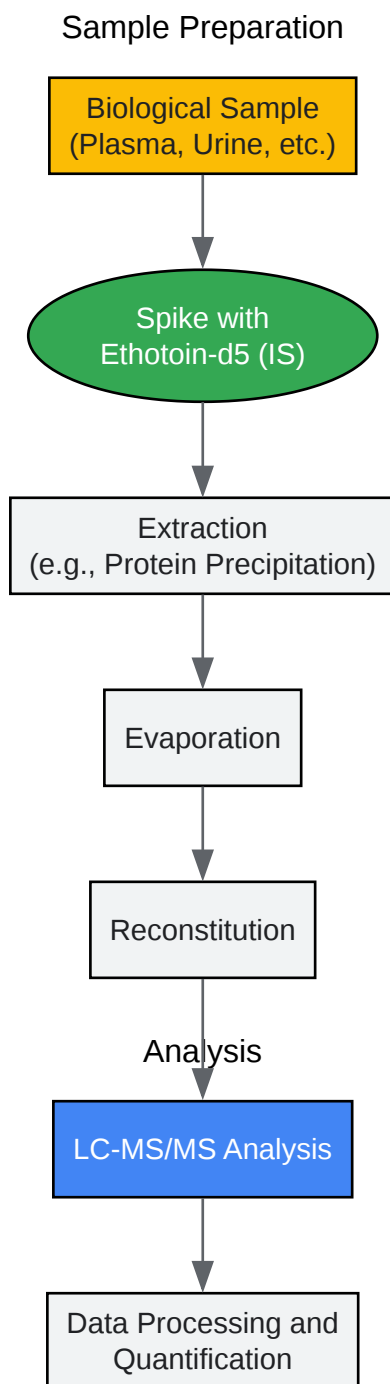 Sample Preparation
Biological Sample
(Plasma, Urine, etc.)
Spike with
Ethotoin-d5 (IS)
Extraction
(e.g., Protein Precipitation)
Evaporation
Reconstitution
Analysis
LC-MS/MS Analysis
Data Processing and
Quantification